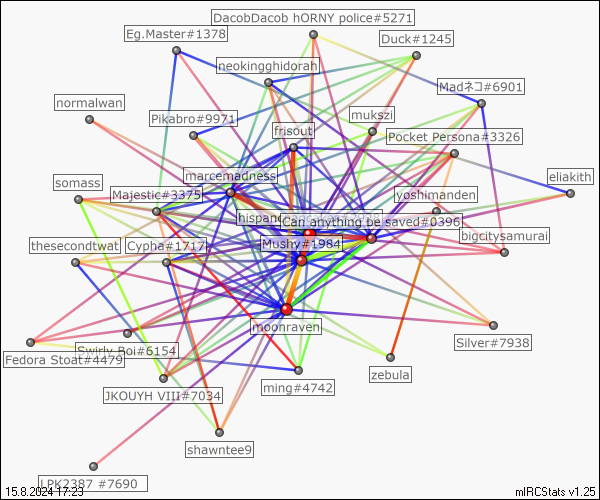 DacobDacob hORNY police#5271
Eg.Master#1378
Duck#1245
neokingghidorah
Madネコ#6901
normalwan
Pikabro#9971
mukszi
frisout
Pocket Persona#3326
marcemadness
somass
Majestic#3375
yoshimanden
eliakith
hispano
Can anything be saved#0396
thesecondtwat
Cypha#1717
Mushy#1984
bigcitysamurai
moonraven
Swirly Boi#6154
Fedora Stoat#4479
Silver#7938
zebula
ming#4742
JKOUYH VIII#7034
shawntee9
LPK2387 #7690
15.8.2024 17:23
mIRCStats v1.25